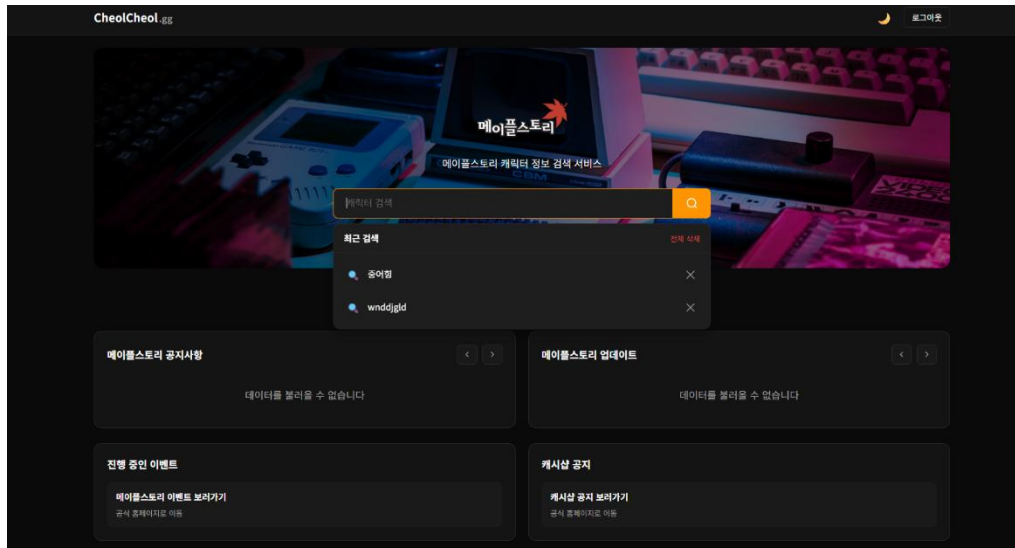 CheolCheol.gg
로그아웃
메이플스토리
메이플스토리 캐릭터 정보 검색 서비스
CBM
캐릭터 검색
최근 검색
전체 삭제
중어힘
wnddjgld
메이플스토리 공지사항
데이터를 불러올 수 없습니다
메이플스토리 업데이트
데이터를 불러올 수 없습니다
진행 중인 이벤트
메이플스토리 이벤트 보러가기
공식 홈페이지로 이동
캐시샵 공지
캐시샵 공지 보러가기
공식 홈페이지로 이동